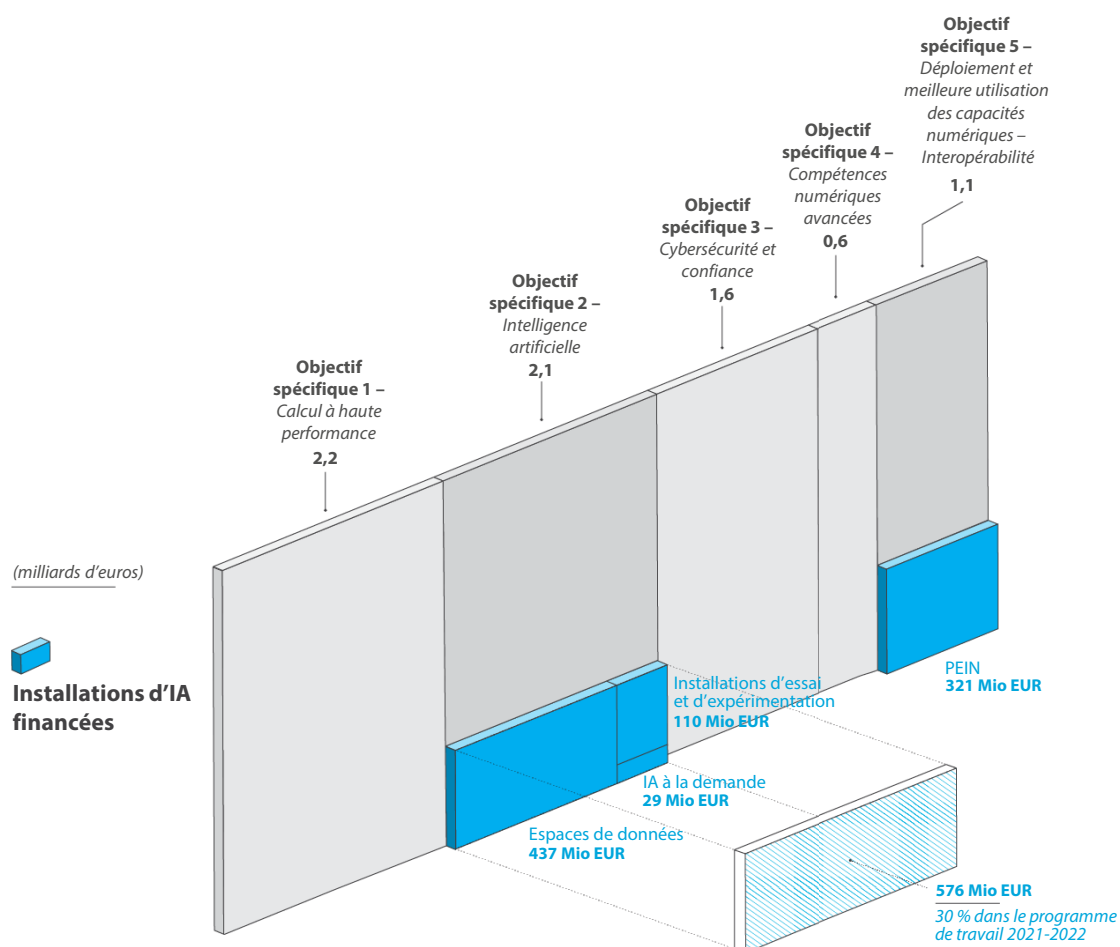 Objectif
spécifique 1 –
Calcul à haute
performance
2,2
Objectif
spécifique 2 –
Intelligence
artificielle
2,1
Objectif
spécifique 3 –
Cybersécurité et
confiance
1,6
Objectif
spécifique 4 –
Compétences
numériques
avancées
0,6
Objectif
spécifique 5 –
Déploiement et
meilleure utilisation
des capacités
numériques –
Interopérabilité
1,1
(milliards d’euros)
Installations d’IA
financées
PEIN
321 Mio EUR
Installations d’essai
et d’expérimentation
110 Mio EUR
IA à la demande
29 Mio EUR
Espaces de données
437 Mio EUR
576 Mio EUR
30 % dans le programme
de travail 2021-2022